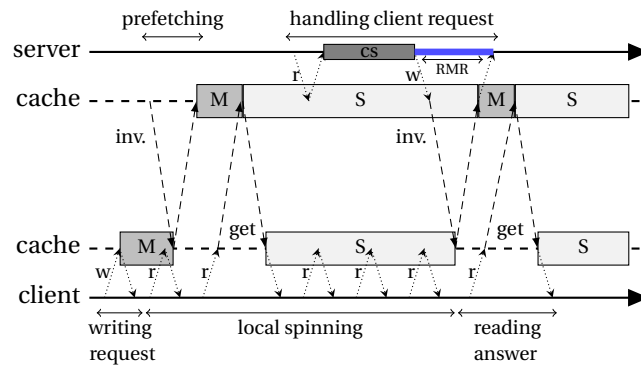 prefetching handling client request
server cs
r w RMR
cache M S M S
inv. inv.
get get
cache M S S
w r r r r r r
client
writing request
local spinning
reading answer